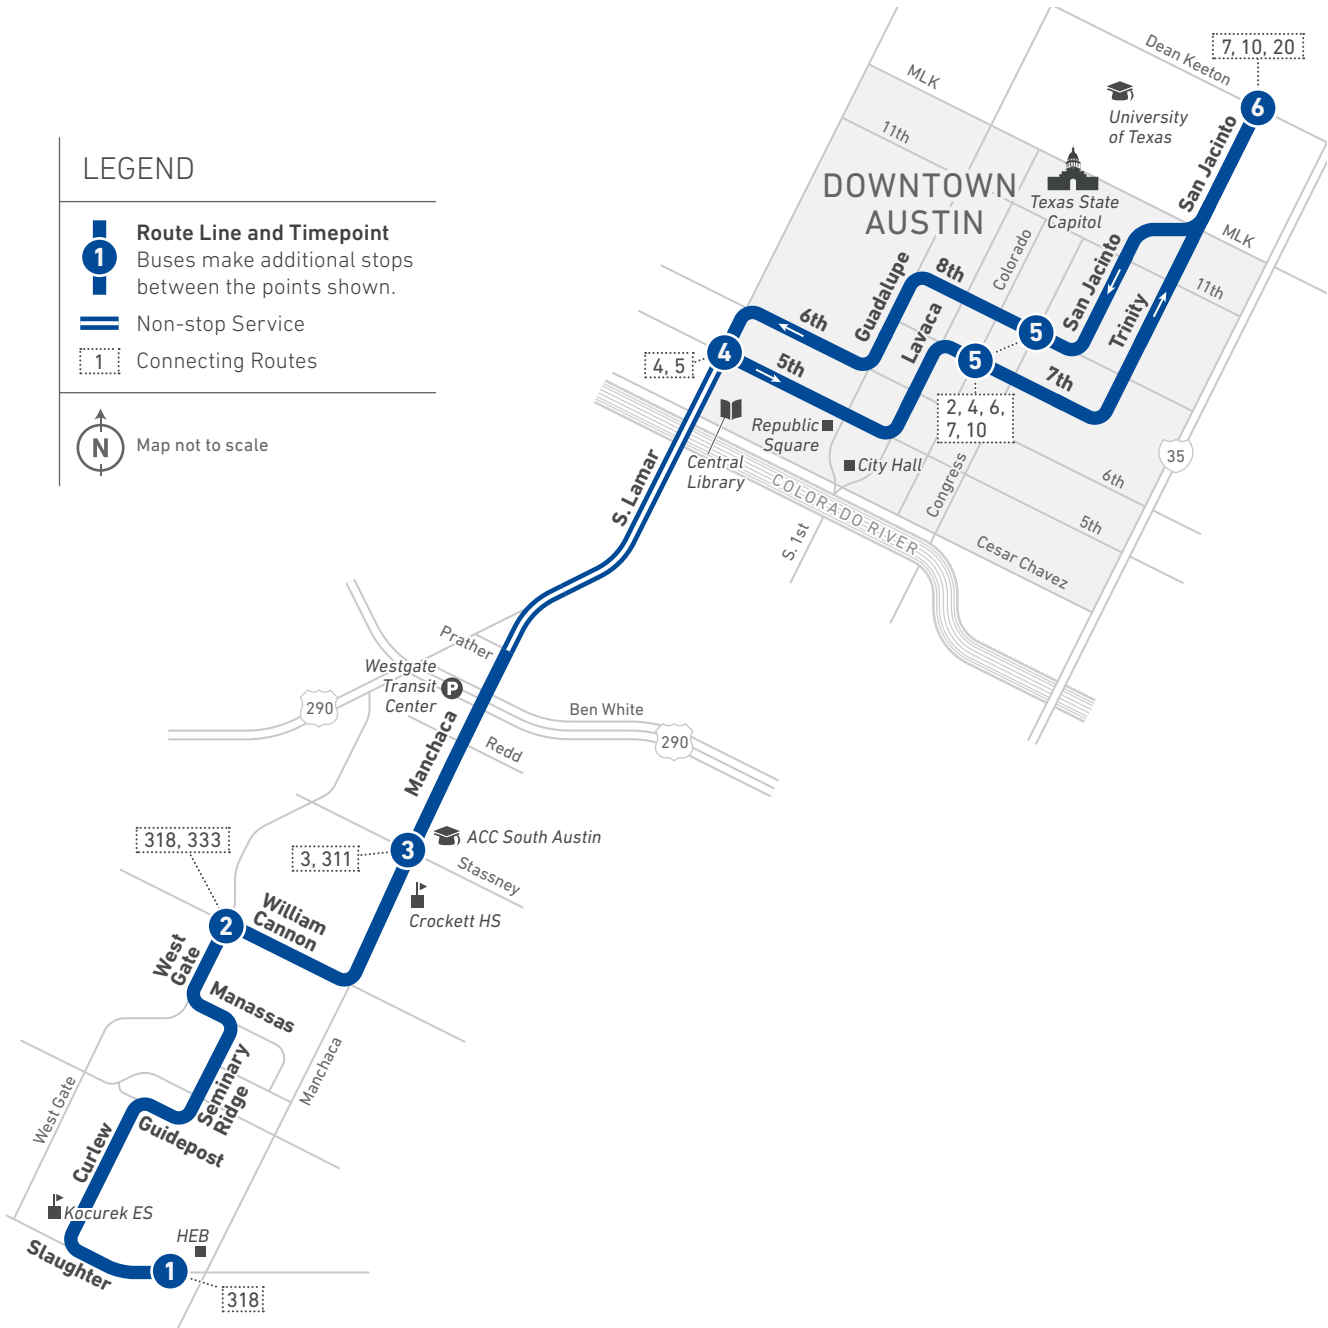 LEGEND
1
Route Line and Timepoint
Buses make additional stops
between the points shown.
Non-stop Service
1
Connecting Routes
N
Map not to scale
7, 10, 20
Dean Keeton
6
MLK
University
of Texas
San Jacinto
11th
DOWNTOWN
AUSTIN
Texas State
Capitol
MLK
Colorado
San Jacinto
11th
Guadalupe
8th
Lavaca
Trinity
6th
5
4
5th
5
7th
4, 5
2, 4, 6,
7, 10
Republic
Square
City Hall
Central
Library
Congress
35
6th
5th
COLORADO RIVER
S. 1st
Cesar Chavez
S. Lamar
Prather
Westgate
Transit
Center
P
290
Ben White
290
Redd
Manchaca
318, 333
3, 311
3
ACC South Austin
Stassney
Crockett HS
2
William
Cannon
West
Gate
Manassas
Seminary
Ridge
Manchaca
West Gate
Guidepost
Curlew
Kocurek ES
HEB
Slaughter
1
318